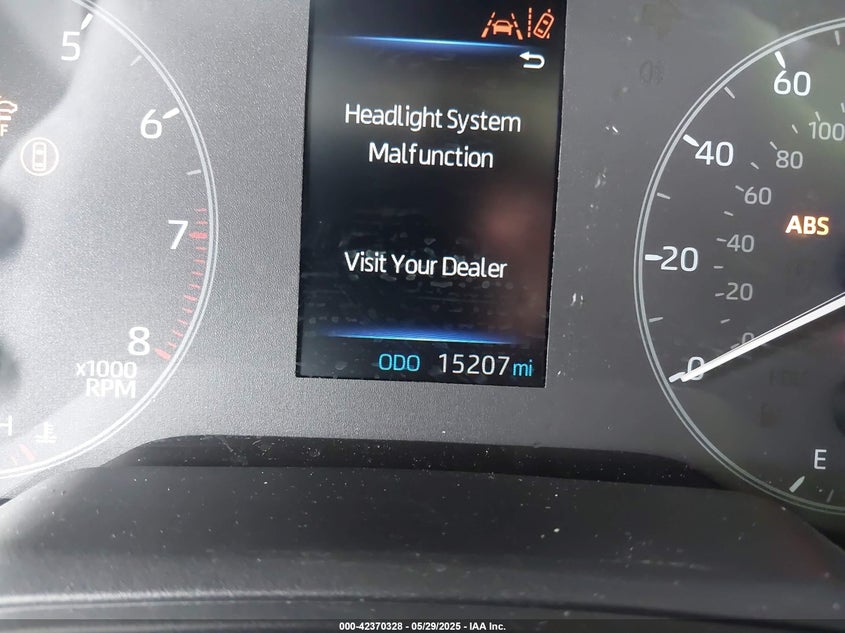 5
6
7
8
x1000
RPM
H
F
Headlight System
Malfunction
Visit Your Dealer
ODO 15207 mi
60
40
20
0
100
80
60
40
20
0
ABS
E
000-42370328 - 05/29/2025 - IAA Inc.